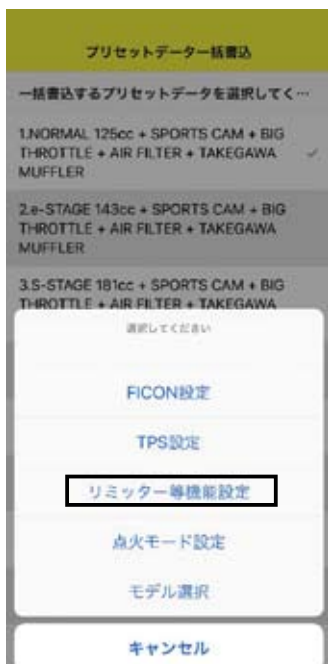 プリセットデータ一括書込
一括書込するプリセットデータを選択してく…
1.NORMAL 125cc + SPORTS CAM + BIG
THROTTLE + AIR FILTER + TAKEGAWA
MUFFLER
2.e-STAGE 143cc + SPORTS CAM + BIG
THROTTLE + AIR FILTER + TAKEGAWA
MUFFLER
3.S-STAGE 181cc + SPORTS CAM + BIG
THROTTLE + AIR FILTER + TAKEGAWA
選択してください
FICON設定
TPS設定
リミッター等機能設定
点火モード設定
モデル選択
キャンセル